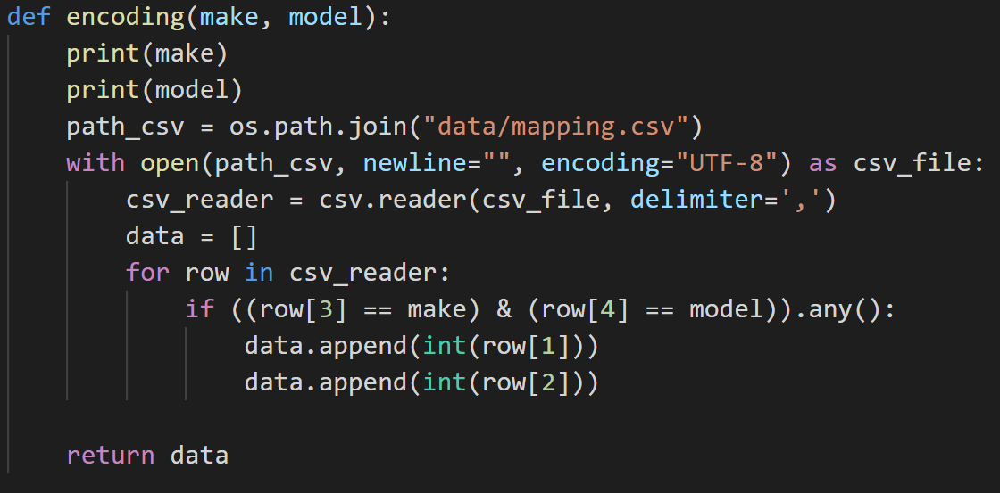 def encoding(make, model):
    print(make)
    print(model)
    path_csv = os.path.join("data/mapping.csv")
    with open(path_csv, newline="", encoding="UTF-8") as csv_file:
        csv_reader = csv.reader(csv_file, delimiter=',')
        data = []
        for row in csv_reader:
            if ((row[3] == make) & (row[4] == model)).any():
                data.append(int(row[1]))
                data.append(int(row[2]))

    return data